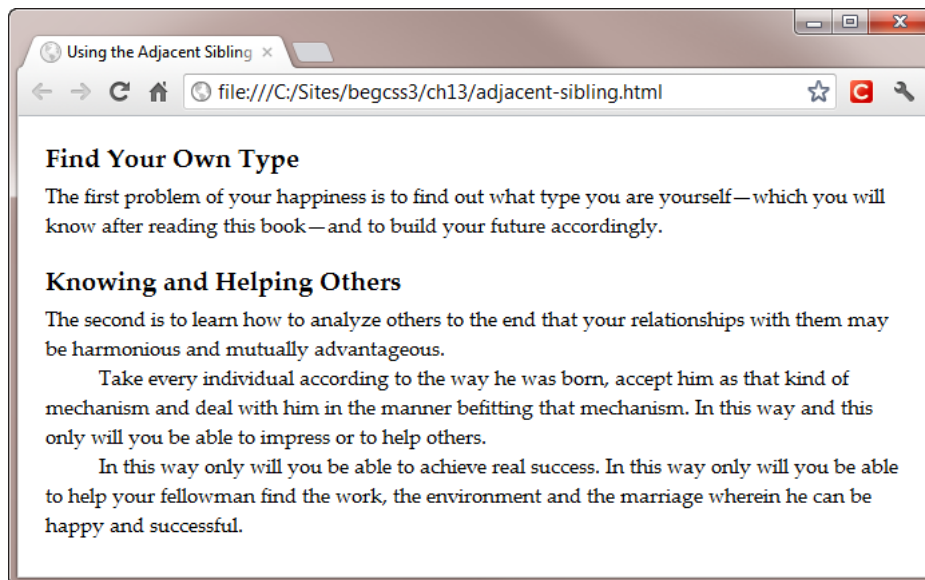 Using the Adjacent Sibling
file:///C:/Sites/begcss3/ch13/adjacent-sibling.html
C
Find Your Own Type
The first problem of your happiness is to find out what type you are yourself—which you will
know after reading this book—and to build your future accordingly.
Knowing and Helping Others
The second is to learn how to analyze others to the end that your relationships with them may
be harmonious and mutually advantageous.
Take every individual according to the way he was born, accept him as that kind of
mechanism and deal with him in the manner befitting that mechanism. In this way and this
only will you be able to impress or to help others.
In this way only will you be able to achieve real success. In this way only will you be able
to help your fellowman find the work, the environment and the marriage wherein he can be
happy and successful.